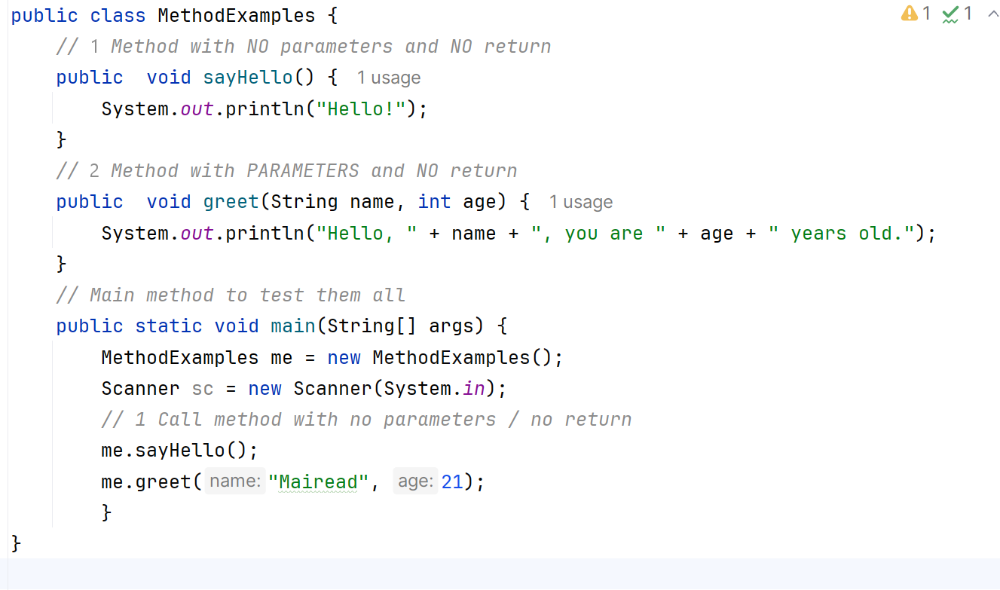 public class MethodExamples {
1 1
// 1 Method with NO parameters and NO return
public  void sayHello() { 1 usage
System.out.println("Hello!");
}
// 2 Method with PARAMETERS and NO return
public  void greet(String name, int age) { 1 usage
System.out.println("Hello, " + name + ", you are " + age + " years old.");
}
// Main method to test them all
public static void main(String[] args) {
MethodExamples me = new MethodExamples();
Scanner sc = new Scanner(System.in);
// 1 Call method with no parameters / no return
me.sayHello();
me.greet( name: "Mairead", age: 21);
}
}